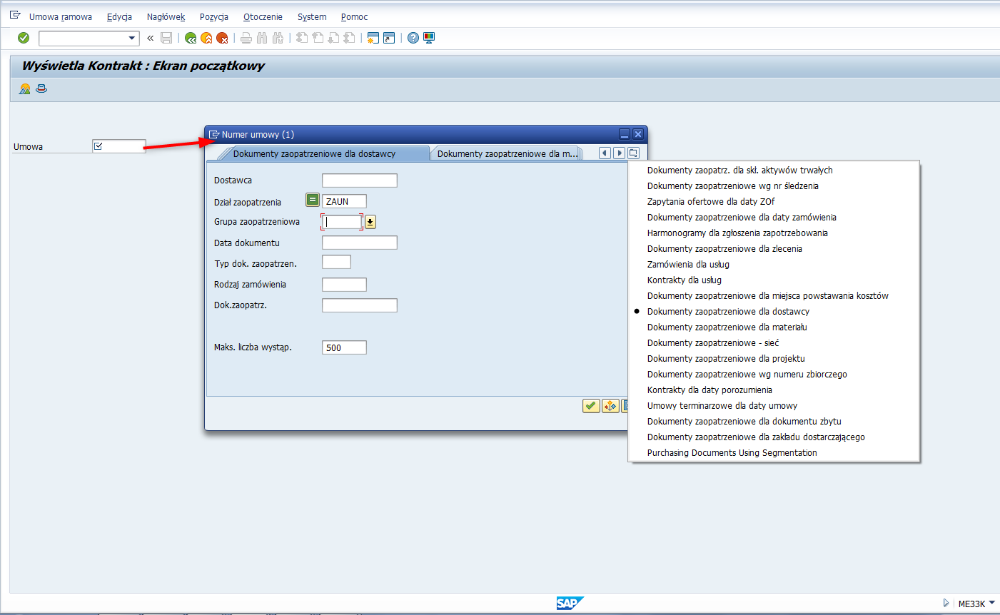 Umowa ramowa Edycja Nagłówek Pozycja Otoczenie System Pomoc
Wyświetla Kontrakt : Ekran początkowy
Umowa
Numer umowy (1)
Dokumenty zaopatrzeniowe dla dostawcy
Dokumenty zaopatrzeniowe dla m...
Dostawca
Dział zaopatrzenia ZAUN
Grupa zaopatrzeniowa
Data dokumentu
Typ dok. zaopatrzen.
Rodzaj zamówienia
Dok.zaopatrz.
Maks. liczba wystąp. 500
Dokumenty zaopatrz. dla skł. aktywów trwałych
Dokumenty zaopatrzeniowe wg nr śledzenia
Zapytania ofertowe dla daty ZOf
Dokumenty zaopatrzeniowe dla daty zamówienia
Harmonogramy dla zgłoszenia zapotrzebowania
Dokumenty zaopatrzeniowe dla zlecenia
Zamówienia dla usług
Kontrakty dla usług
Dokumenty zaopatrzeniowe dla miejsca powstawania kosztów
Dokumenty zaopatrzeniowe dla dostawcy
Dokumenty zaopatrzeniowe dla materiału
Dokumenty zaopatrzeniowe - sieć
Dokumenty zaopatrzeniowe dla projektu
Dokumenty zaopatrzeniowe wg numeru zbiorczego
Kontrakty dla daty porozumienia
Umowy terminarzowe dla daty umowy
Dokumenty zaopatrzeniowe dla dokumentu zbytu
Dokumenty zaopatrzeniowe dla zakładu dostarczającego
Purchasing Documents Using Segmentation
SAP
ME33K